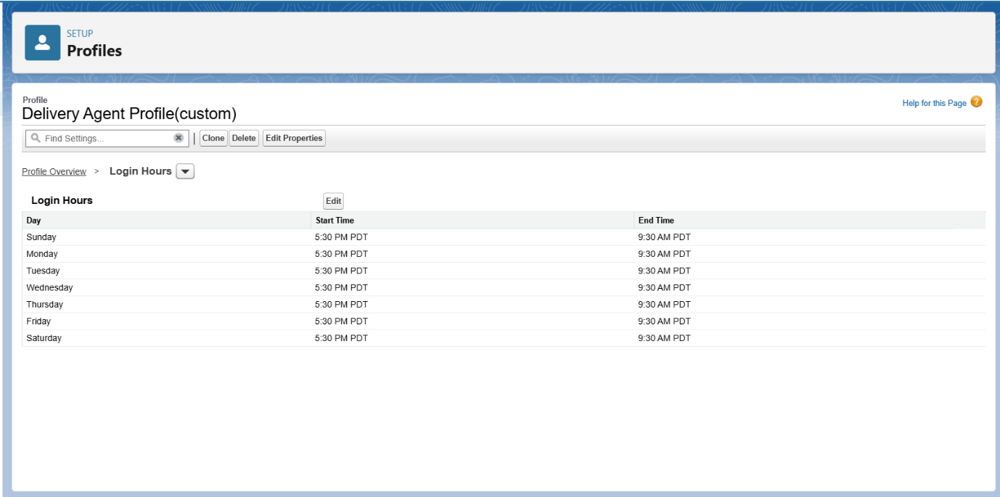 SETUP
Profiles
Profile
Delivery Agent Profile(custom)
Help for this Page ?
Find Settings... Clone Delete Edit Properties
Profile Overview > Login Hours
Login Hours Edit
Day Start Time End Time
Sunday 5:30 PM PDT 9:30 AM PDT
Monday 5:30 PM PDT 9:30 AM PDT
Tuesday 5:30 PM PDT 9:30 AM PDT
Wednesday 5:30 PM PDT 9:30 AM PDT
Thursday 5:30 PM PDT 9:30 AM PDT
Friday 5:30 PM PDT 9:30 AM PDT
Saturday 5:30 PM PDT 9:30 AM PDT